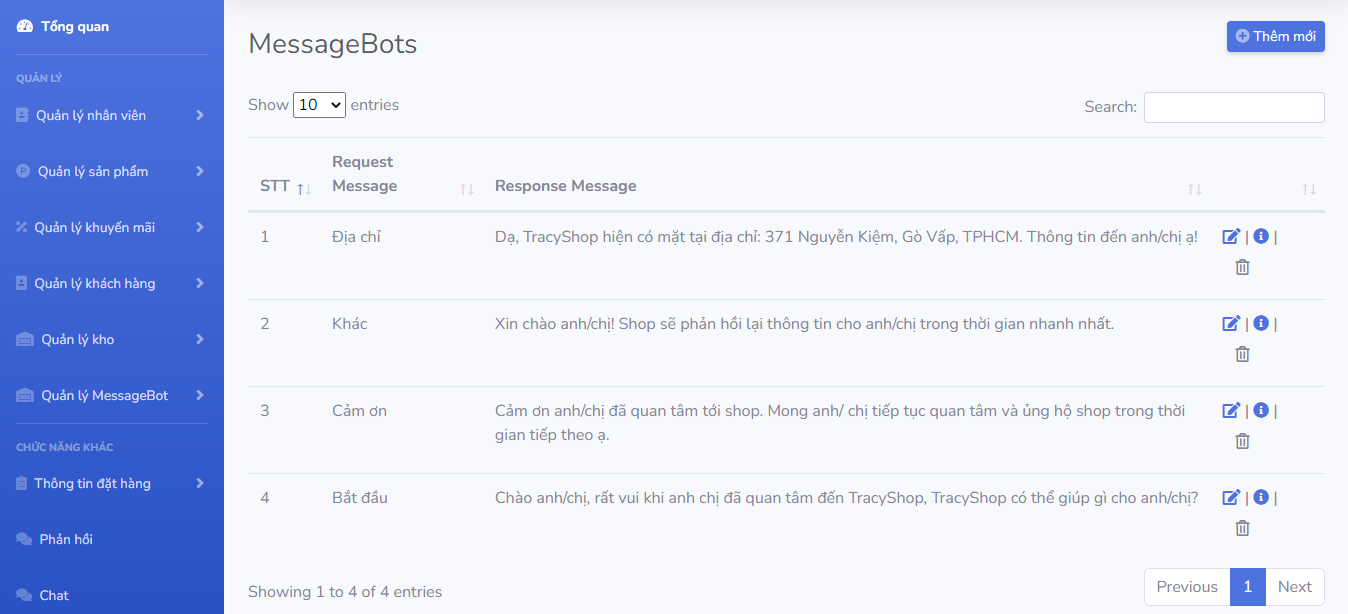 Tổng quan
QUẢN LÝ
Quản lý nhân viên
Quản lý sản phẩm
Quản lý khuyến mãi
Quản lý khách hàng
Quản lý kho
Quản lý MessageBot
CHỨC NĂNG KHÁC
Thông tin đặt hàng
Phản hồi
Chat
MessageBots
Thêm mới
Show 10 entries
Search:
STT
Request
Message
Response Message
1
Địa chỉ
Dạ, TracyShop hiện có mặt tại địa chỉ: 371 Nguyễn Kiệm, Gò Vấp, TPHCM. Thông tin đến anh/chị ạ!
| |
2
Khác
Xin chào anh/chị! Shop sẽ phản hồi lại thông tin cho anh/chị trong thời gian nhanh nhất.
| |
3
Cảm ơn
Cảm ơn anh/chị đã quan tâm tới shop. Mong anh/ chị tiếp tục quan tâm và ủng hộ shop trong thời
gian tiếp theo ạ.
| |
4
Bắt đầu
Chào anh/chị, rất vui khi anh chị đã quan tâm đến TracyShop, TracyShop có thể giúp gì cho anh/chị?
| |
Showing 1 to 4 of 4 entries
Previous 1 Next